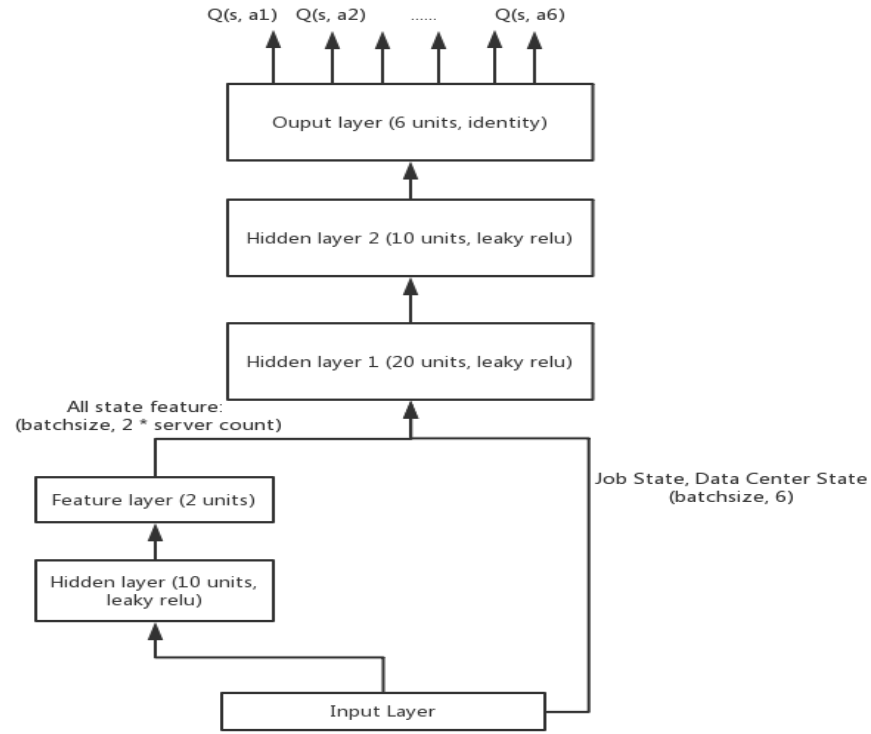 Q(s, a1) Q(s, a2) ...... Q(s, a6)
Ouput layer (6 units, identity)
Hidden layer 2 (10 units, leaky relu)
Hidden layer 1 (20 units, leaky relu)
All state feature:
(batchsize, 2 * server count)
Job State, Data Center State
(batchsize, 6)
Feature layer (2 units)
Hidden layer (10 units,
leaky relu)
Input Layer